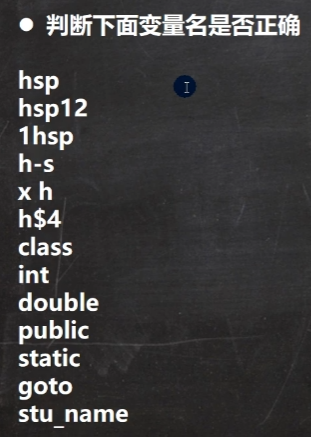 ● 判断下面变量名是否正确
hsp
hsp12
1hsp
h-s
x h
h$4
class
int
double
public
static
goto
stu_name